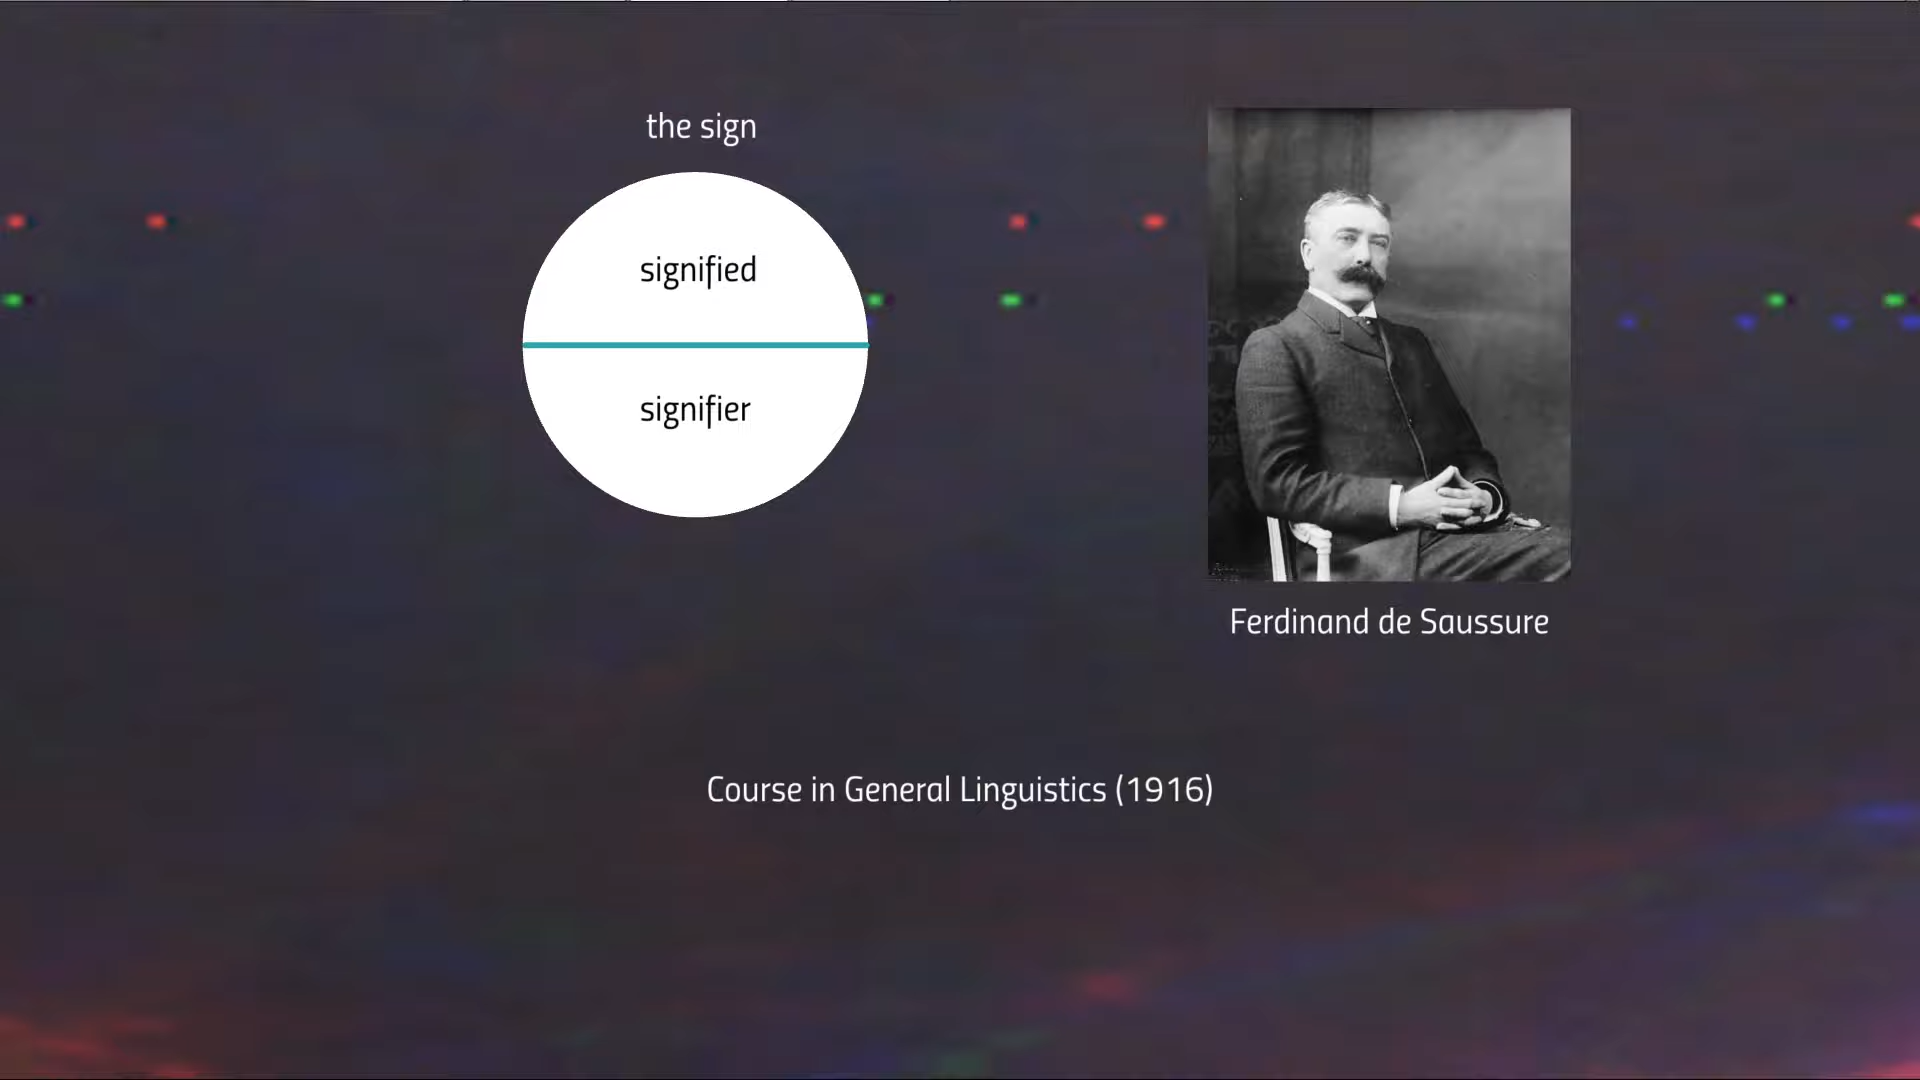 the sign
signified
signifier
Ferdinand de Saussure
Course in General Linguistics (1916)